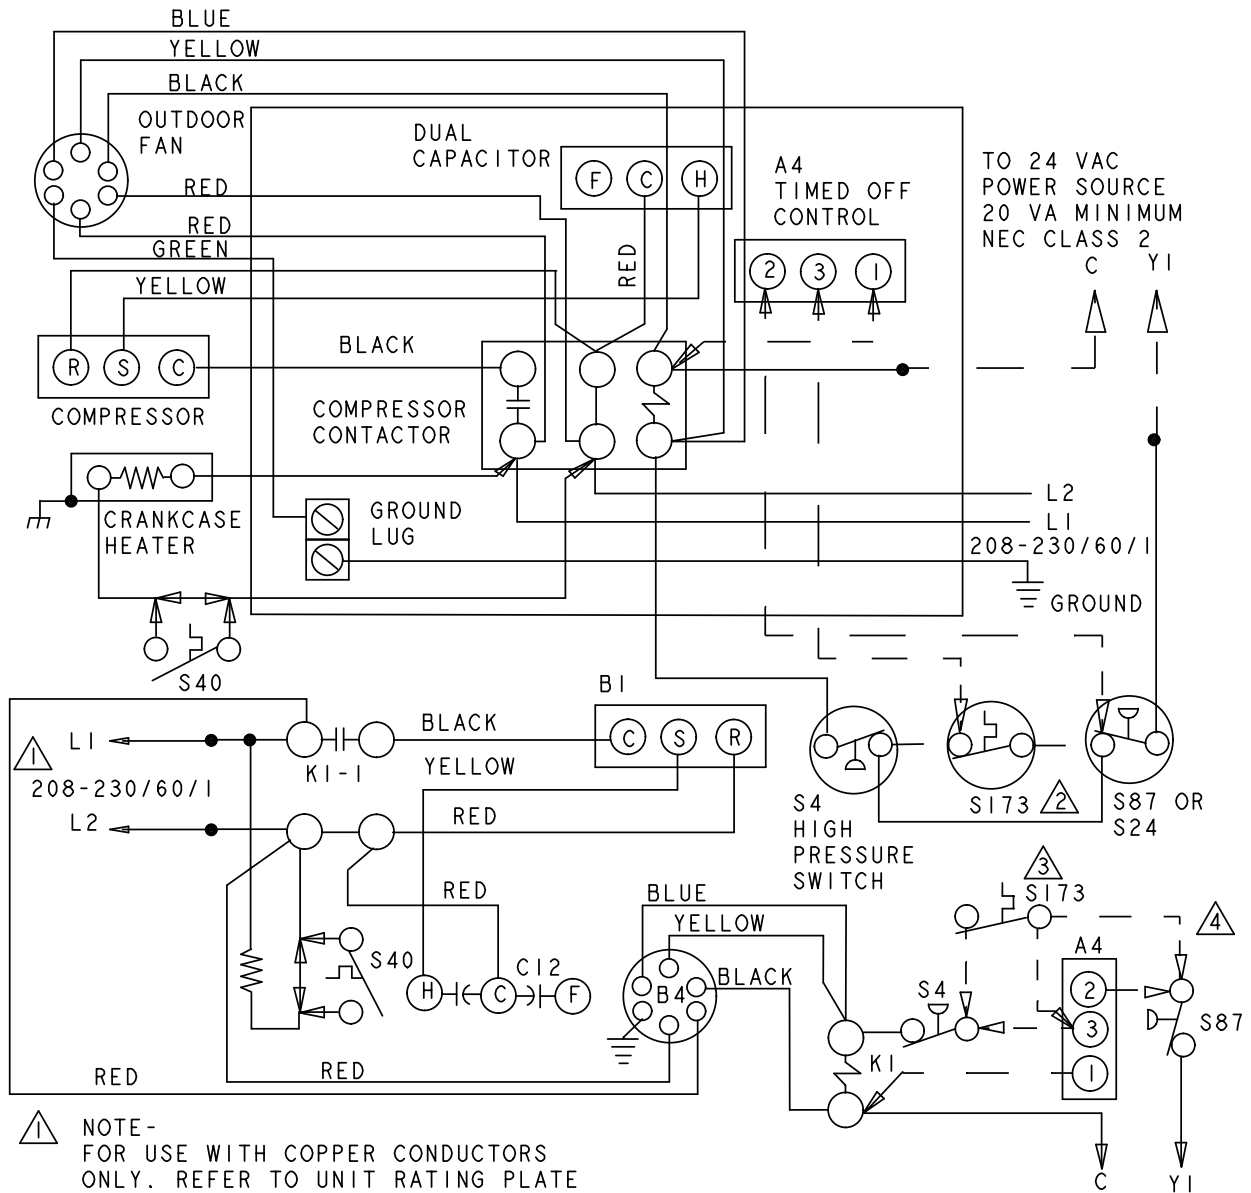 BLUE
YELLOW
BLACK
OUTDOOR
FAN
DUAL
CAPACITOR
F C H
A4
TIMED OFF
CONTROL
2 3 1
TO 24 VAC
POWER SOURCE
20 VA MINIMUM
NEC CLASS 2
C Y1
RED
RED
GREEN
RED
YELLOW
BLACK
R S C
COMPRESSOR
COMPRESSOR
CONTACTOR
CRANKCASE
HEATER
GROUND
LUG
L2
L1
208-230/60/1
GROUND
S40
B1
L1
1
K1-1
BLACK
C S R
YELLOW
208-230/60/1
L2
RED
S4
HIGH
PRESSURE
SWITCH
S173
2
S87 OR
S24
RED
BLUE
YELLOW
BLACK
3
S173
4
A4
S40
H C F
C12
B4
S4
2
3
1
S87
K1
RED
RED
C
Y1
1
NOTE-
FOR USE WITH COPPER CONDUCTORS
ONLY. REFER TO UNIT RATING PLATE